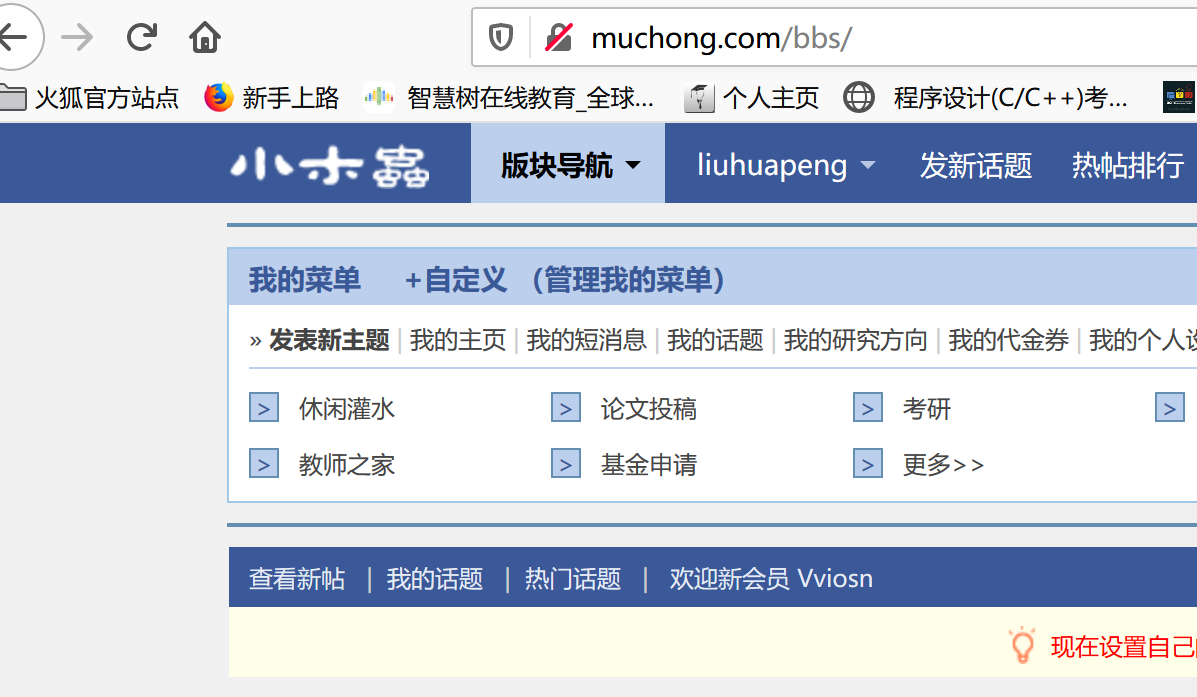 muchong.com/bbs/
火狐官方站点 新手上路 智慧树在线教育_全球... 个人主页 程序设计(C/C++)考...
小木蟲 版块导航 liuhuapeng 发新话题 热帖排行
我的菜单 +自定义 (管理我的菜单)
» 发表新主题 | 我的主页 | 我的短消息 | 我的话题 | 我的研究方向 | 我的代金券 | 我的个人设
> 休闲灌水 > 论文投稿 > 考研 >
> 教师之家 > 基金申请 > 更多>>
查看新帖 | 我的话题 | 热门话题 | 欢迎新会员 Vviosn
现在设置自己